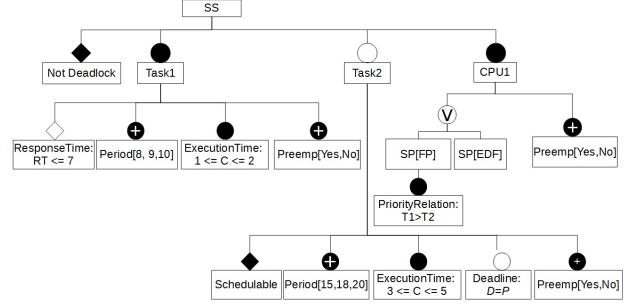 SS
Not Deadlock
Task1
Task2
CPU1
V
ResponseTime:
RT <= 7
Period[8, 9,10]
ExecutionTime:
1 <= C <= 2
Preemp[Yes,No]
SP[FP]
SP[EDF]
Preemp[Yes,No]
PriorityRelation:
T1>T2
Schedulable
Period[15,18,20]
ExecutionTime:
3 <= C <= 5
Deadline:
D=P
Preemp[Yes,No]